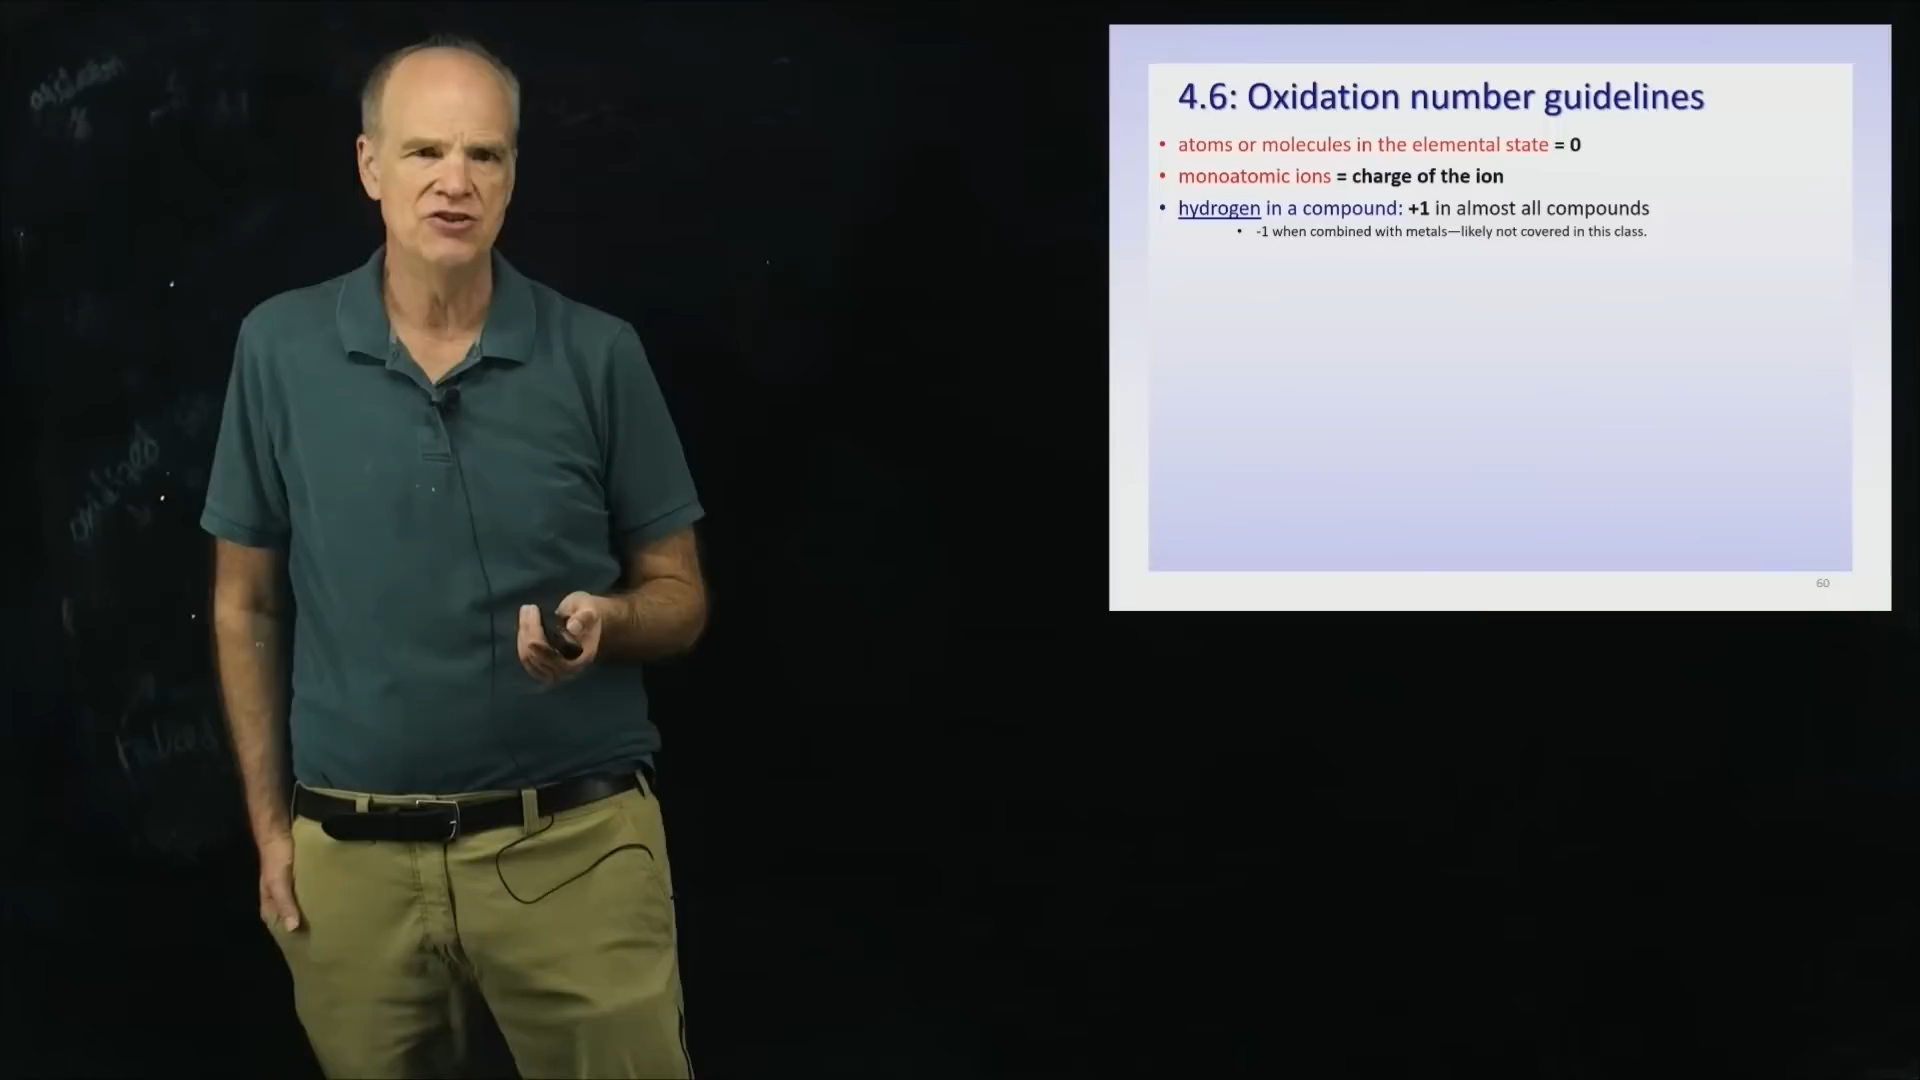 4.6: Oxidation number guidelines
• atoms or molecules in the elemental state = 0
• monoatomic ions = charge of the ion
• hydrogen in a compound: +1 in almost all compounds
• -1 when combined with metals—likely not covered in this class.
60
oxidized
reduced